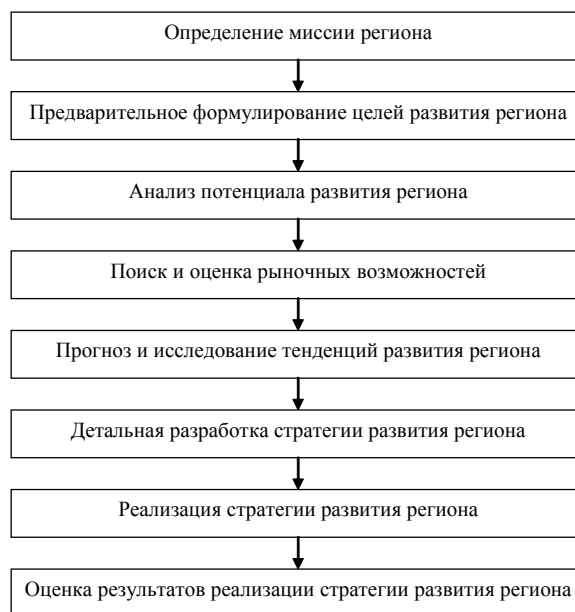 Определение миссии региона
Предварительное формулирование целей развития региона
Анализ потенциала развития региона
Поиск и оценка рыночных возможностей
Прогноз и исследование тенденций развития региона
Детальная разработка стратегии развития региона
Реализация стратегии развития региона
Оценка результатов реализации стратегии развития региона